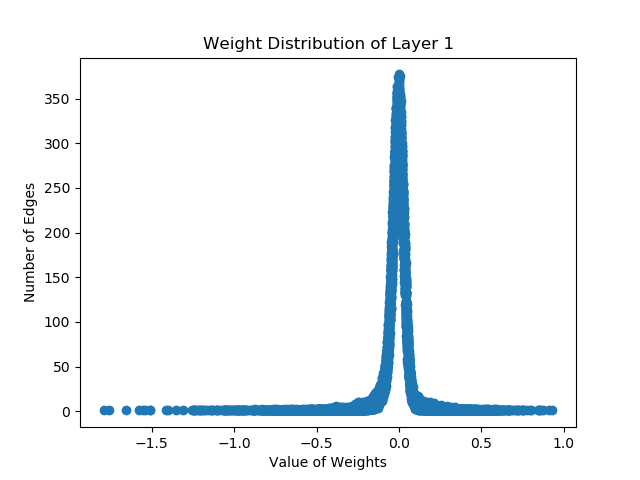 Weight Distribution of Layer 1
Number of Edges
350
300
250
200
150
100
50
0
−1.5 −1.0 −0.5 0.0 0.5 1.0
Value of Weights